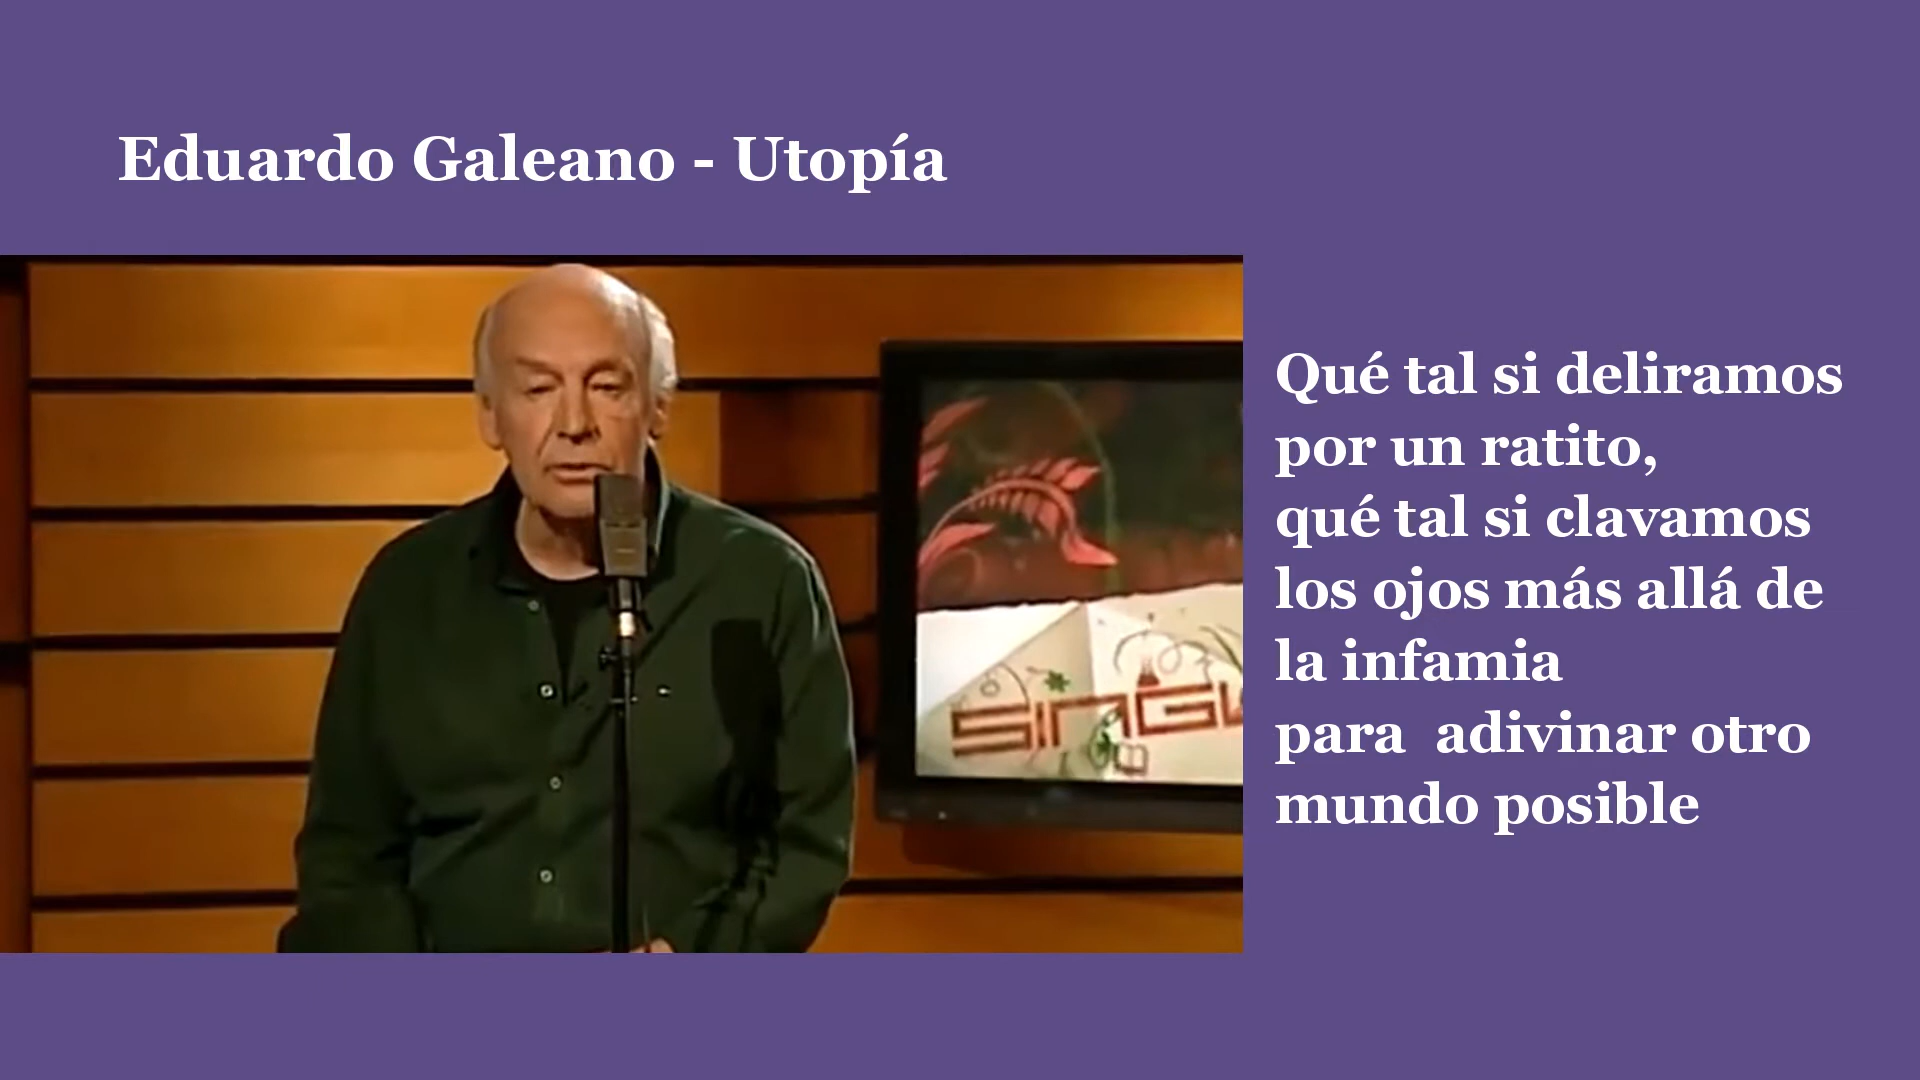 Eduardo Galeano - Utopía
Qué tal si deliramos
por un ratito,
qué tal si clavamos
los ojos más allá de
la infamia
para  adivinar otro
mundo posible
SINGU